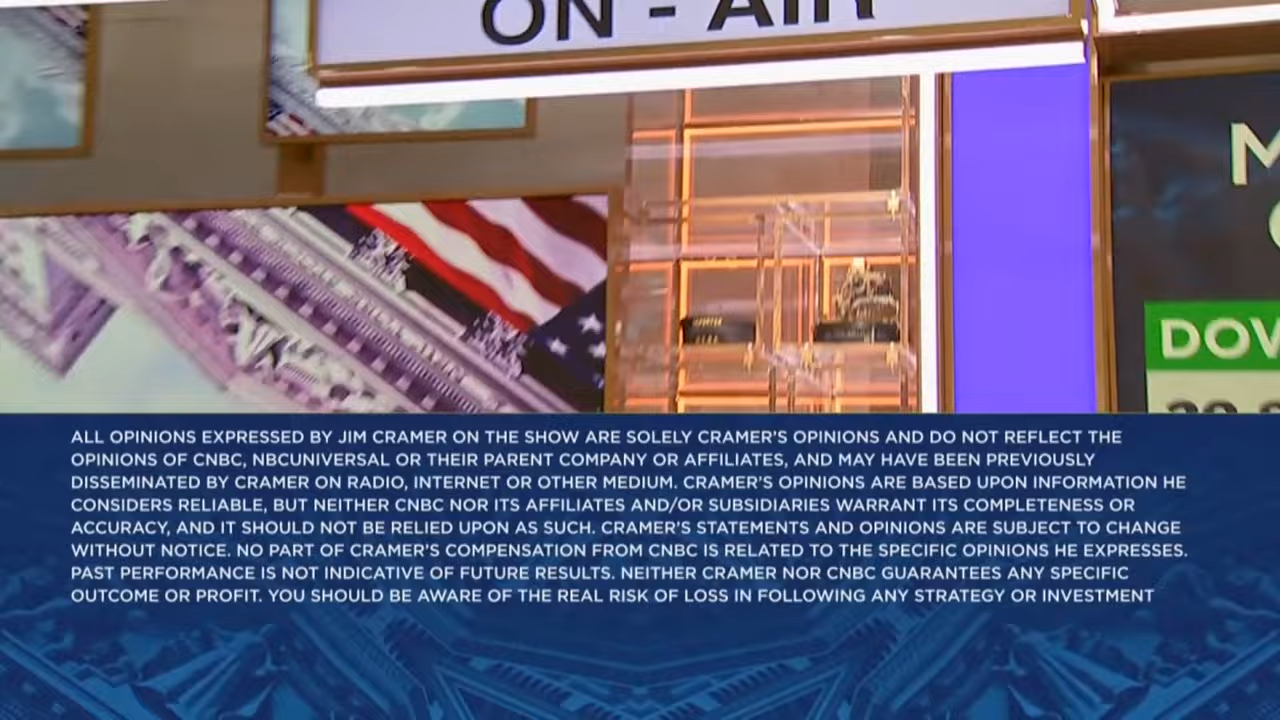 ON - AIR
DOW
ALL OPINIONS EXPRESSED BY JIM CRAMER ON THE SHOW ARE SOLELY CRAMER'S OPINIONS AND DO NOT REFLECT THE
OPINIONS OF CNBC, NBCUNIVERSAL OR THEIR PARENT COMPANY OR AFFILIATES, AND MAY HAVE BEEN PREVIOUSLY
DISSEMINATED BY CRAMER ON RADIO, INTERNET OR OTHER MEDIUM. CRAMER'S OPINIONS ARE BASED UPON INFORMATION HE
CONSIDERS RELIABLE, BUT NEITHER CNBC NOR ITS AFFILIATES AND/OR SUBSIDIARIES WARRANT ITS COMPLETENESS OR
ACCURACY, AND IT SHOULD NOT BE RELIED UPON AS SUCH. CRAMER'S STATEMENTS AND OPINIONS ARE SUBJECT TO CHANGE
WITHOUT NOTICE. NO PART OF CRAMER'S COMPENSATION FROM CNBC IS RELATED TO THE SPECIFIC OPINIONS HE EXPRESSES.
PAST PERFORMANCE IS NOT INDICATIVE OF FUTURE RESULTS. NEITHER CRAMER NOR CNBC GUARANTEES ANY SPECIFIC
OUTCOME OR PROFIT. YOU SHOULD BE AWARE OF THE REAL RISK OF LOSS IN FOLLOWING ANY STRATEGY OR INVESTMENT